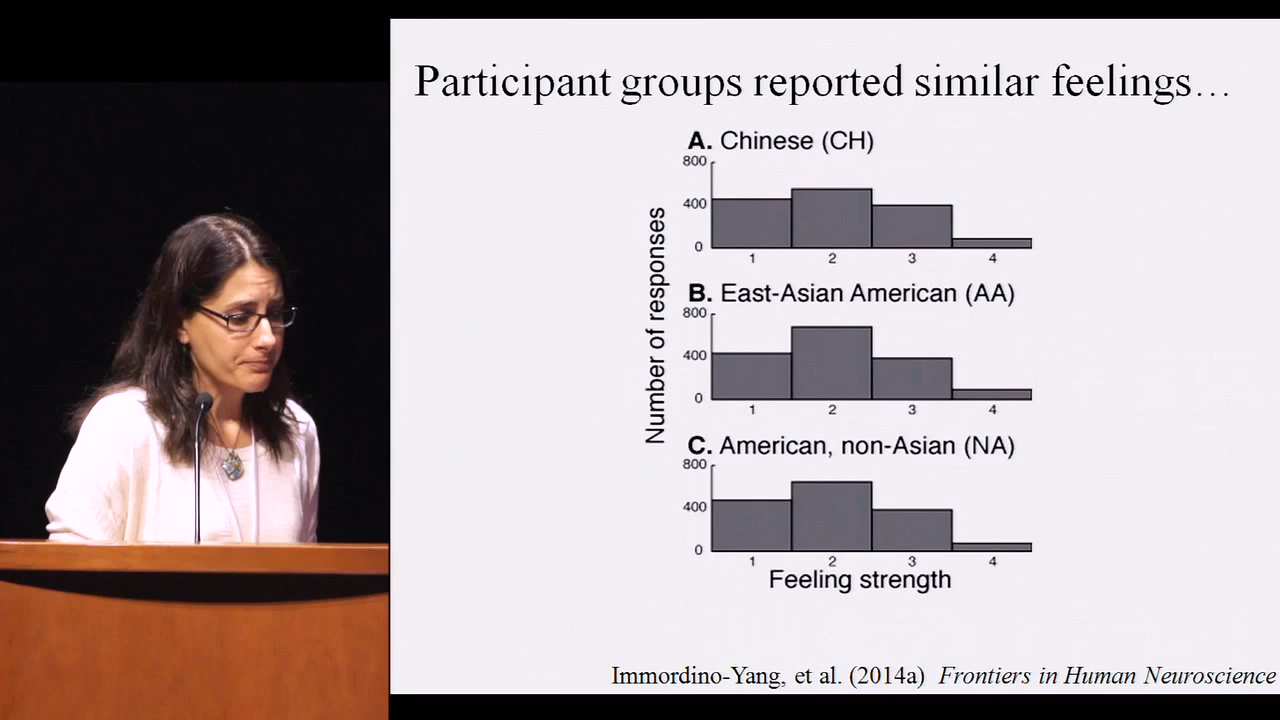 Participant groups reported similar feelings…
A. Chinese (CH)
800
400
0
1 2 3 4
B. East-Asian American (AA)
800
400
0
1 2 3 4
C. American, non-Asian (NA)
800
400
0
1 2 3 4
Number of responses
Feeling strength
Immordino-Yang, et al. (2014a) Frontiers in Human Neuroscience